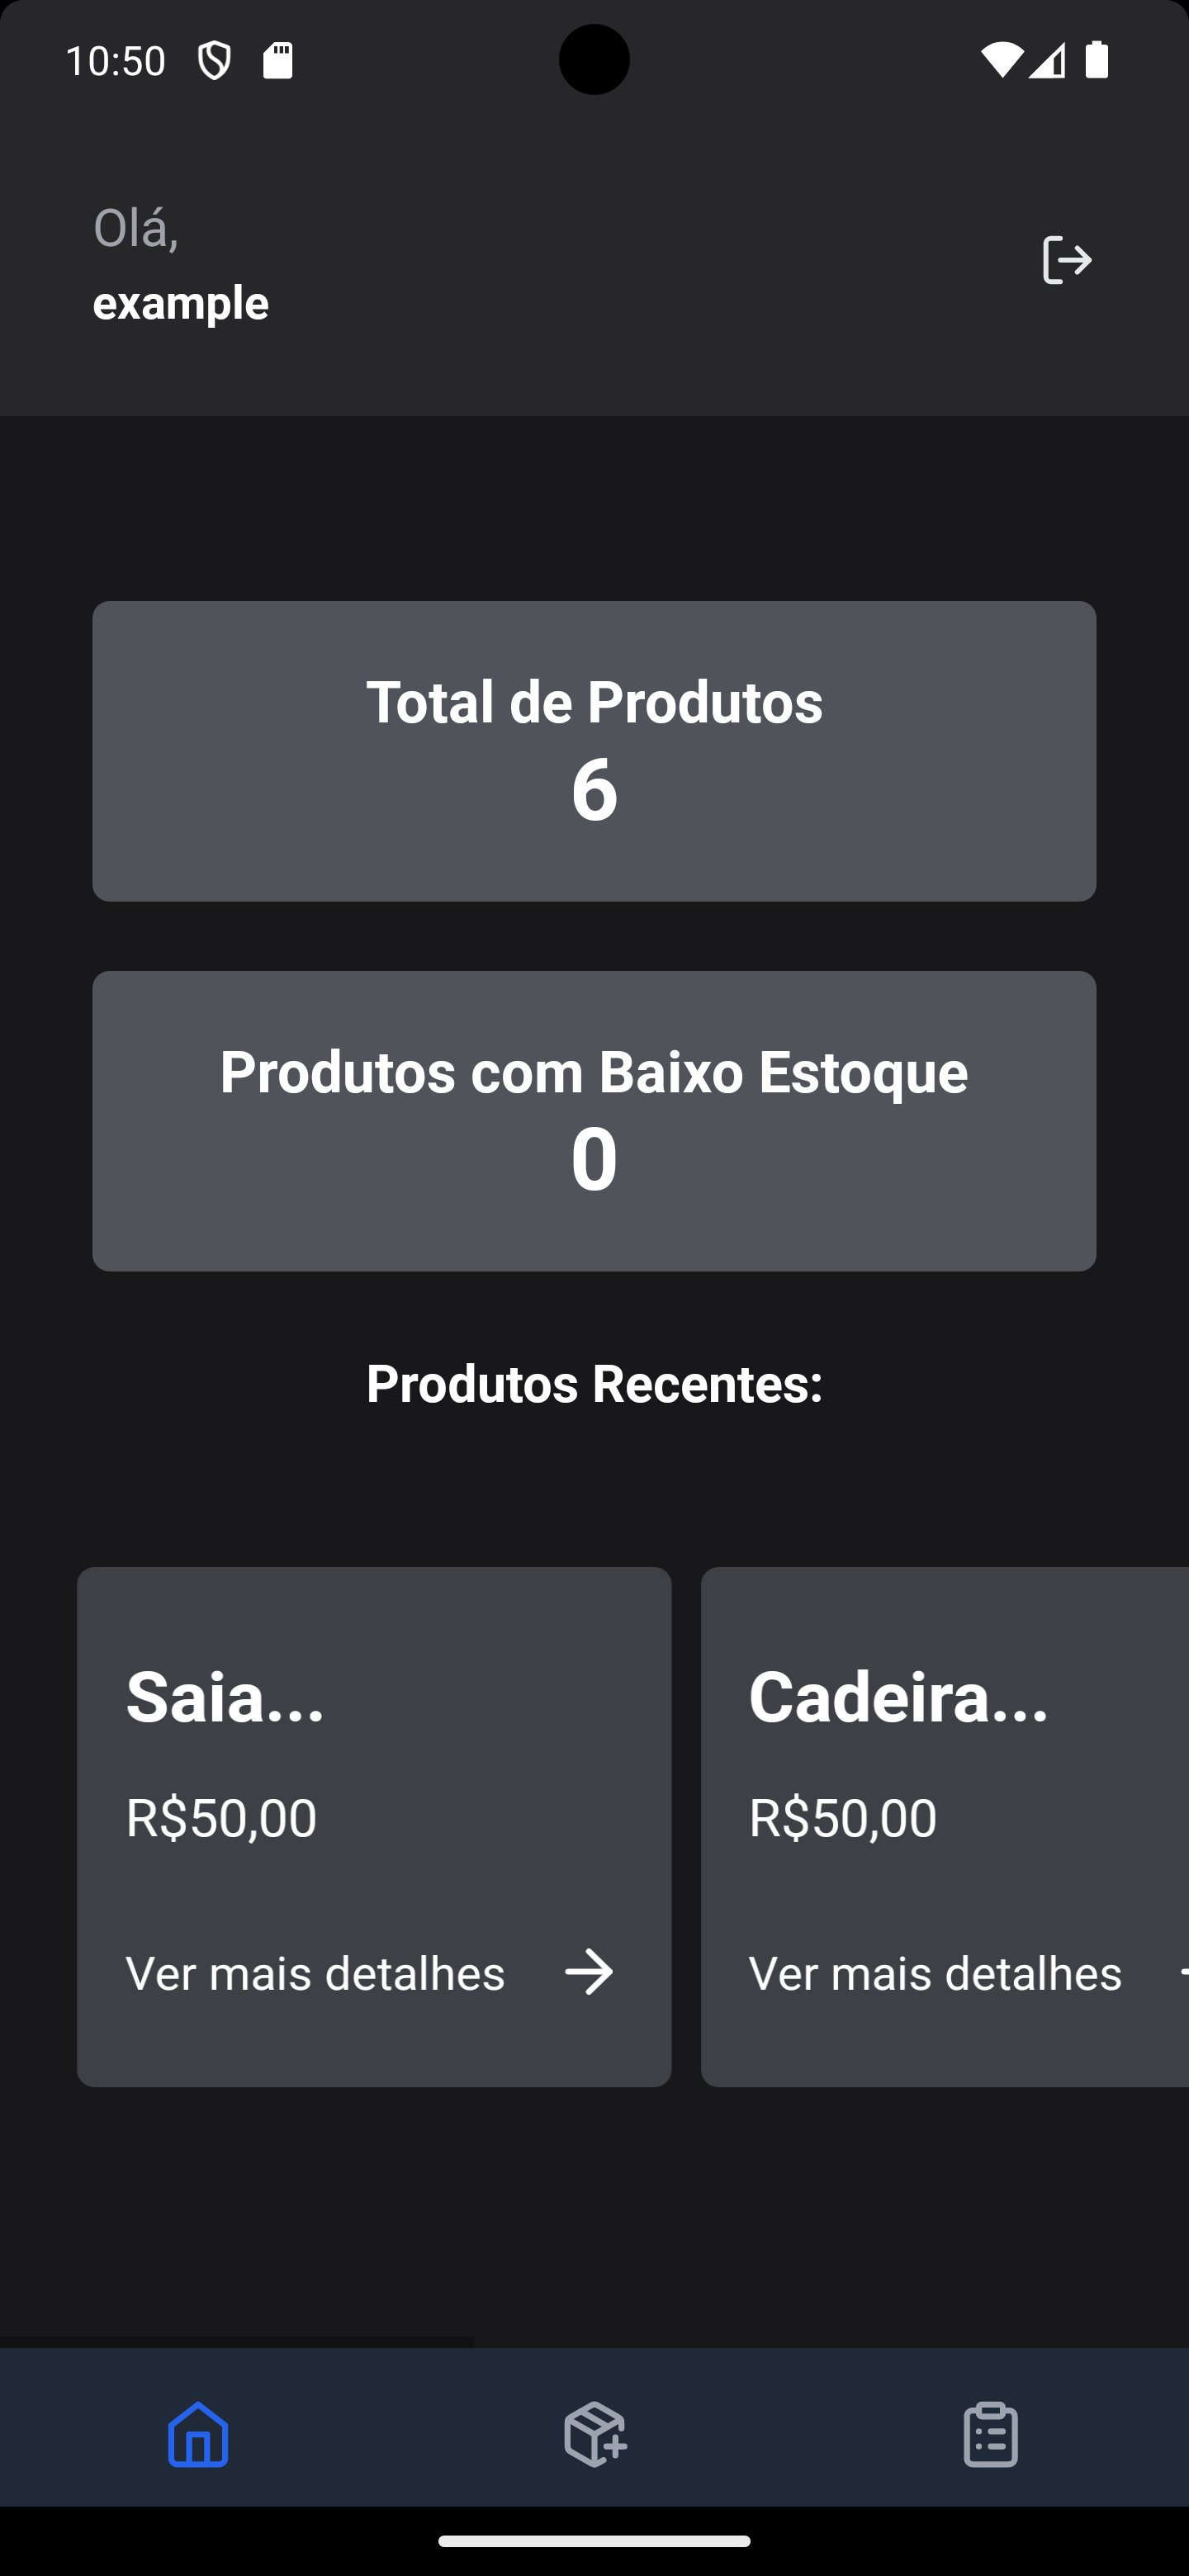 10:50
Olá,
example
Total de Produtos
6
Produtos com Baixo Estoque
0
Produtos Recentes:
Saia...
R$50,00
Ver mais detalhes
Cadeira...
R$50,00
Ver mais detalhes